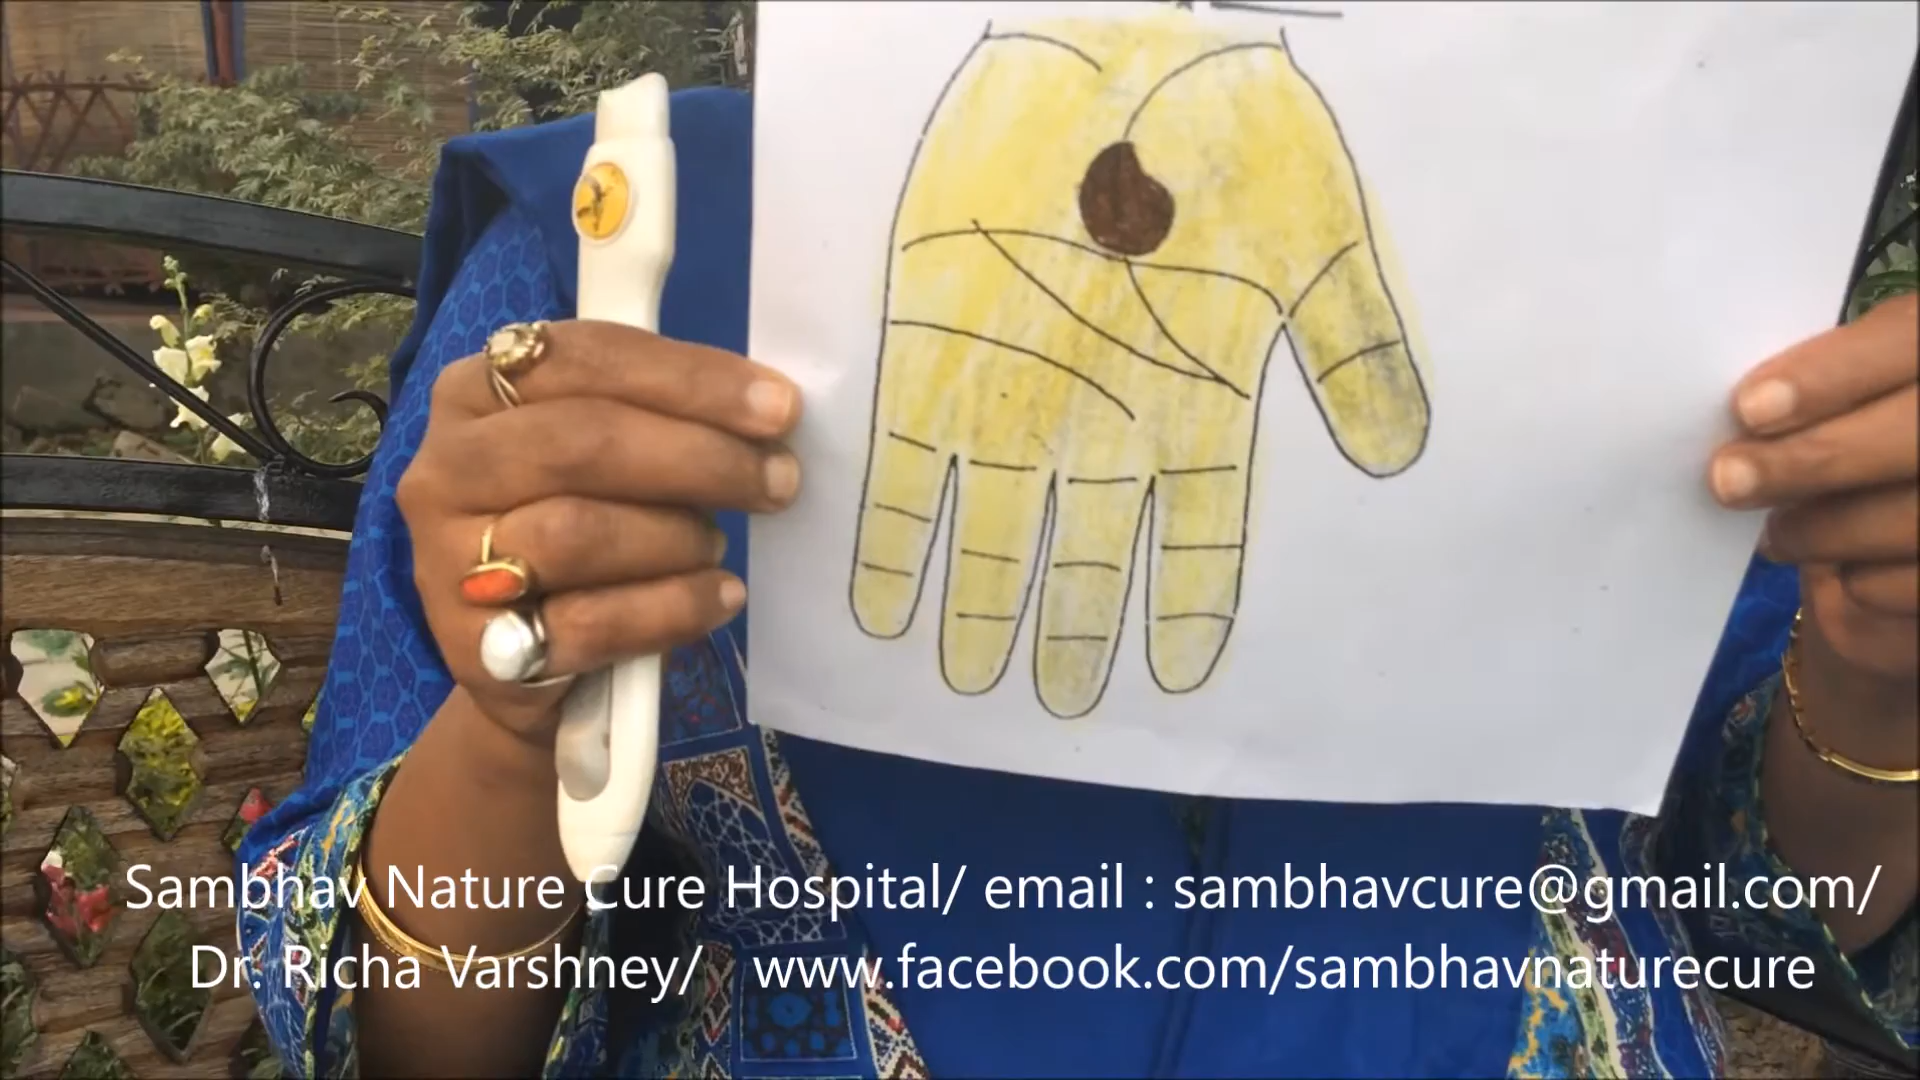 Sambhav Nature Cure Hospital/ email : sambhavcure@gmail.com/
Dr. Richa Varshney/ www.facebook.com/sambhavnaturecure